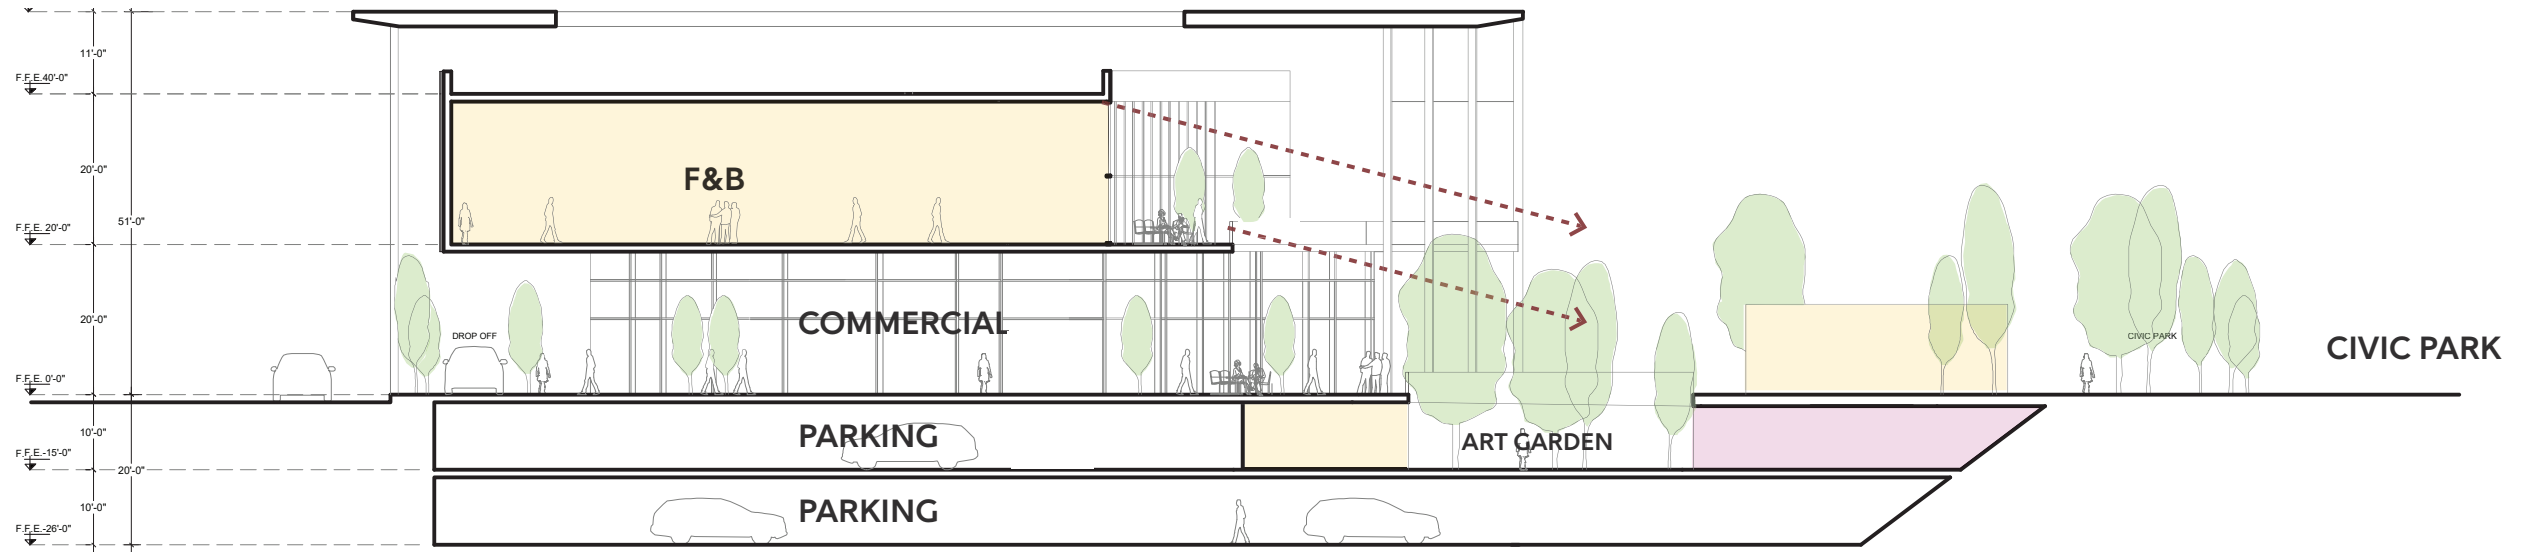 11'-0"
F.F.E.40'-0"
20'-0"
F&B
51'-0"
F.F.E. 20'-0"
20'-0"
COMMERCIAL
DROP OFF
CIVIC PARK
CIVIC PARK
F.F.E. 0'-0"
10'-0"
PARKING
ART GARDEN
F.F.E.-15'-0"
20'-0"
10'-0"
PARKING
F.F.E.-26'-0"